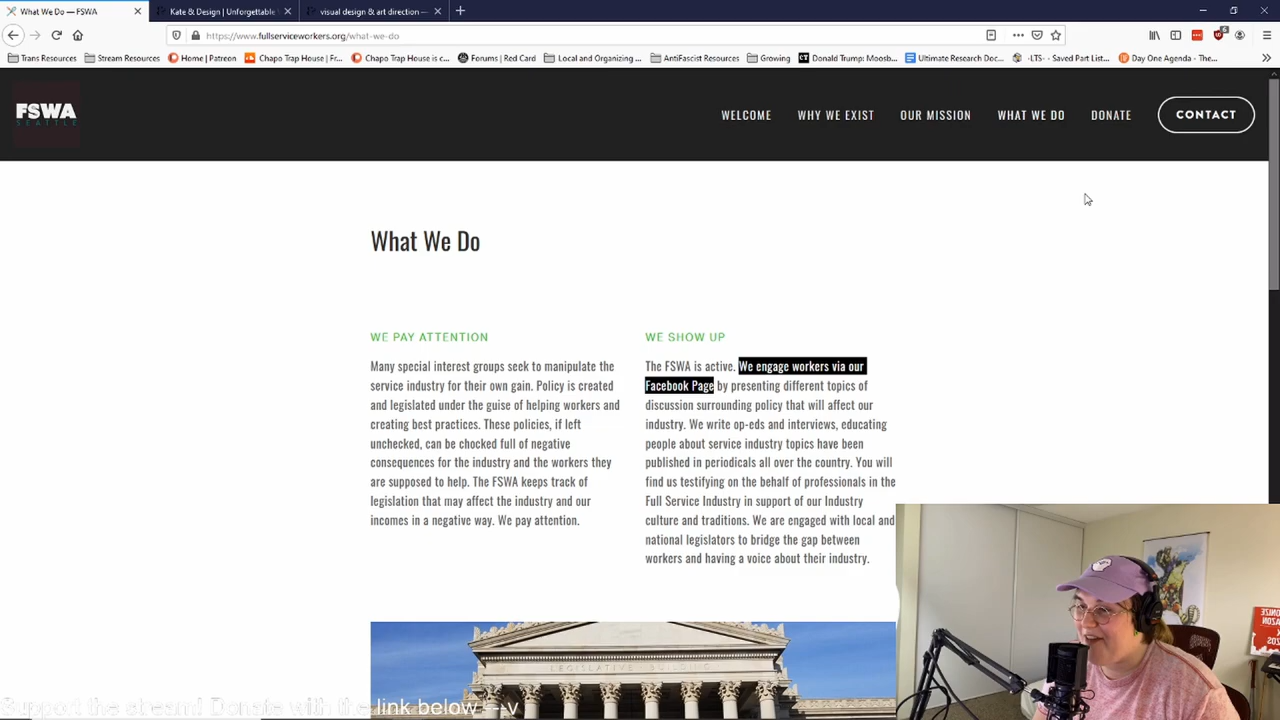 What We Do — FSWA
Kate & Design | Unforgettable
visual design & art direction —
https://www.fullserviceworkers.org/what-we-do
6
Trans Resources
Stream Resources
Home | Patreon
Chapo Trap House | Fr...
Chapo Trap House is c...
Forums | Red Card
Local and Organizing ...
AntiFascist Resources
Growing
Donald Trump: Moosb...
Ultimate Research Doc...
-LTS- - Saved Part List...
Day One Agenda - The...
FSWA
SEATTLE
WELCOME
WHY WE EXIST
OUR MISSION
WHAT WE DO
DONATE
CONTACT
What We Do
WE PAY ATTENTION
Many special interest groups seek to manipulate the
service industry for their own gain. Policy is created
and legislated under the guise of helping workers and
creating best practices. These policies, if left
unchecked, can be chocked full of negative
consequences for the industry and the workers they
are supposed to help. The FSWA keeps track of
legislation that may affect the industry and our
incomes in a negative way. We pay attention.
WE SHOW UP
The FSWA is active. We engage workers via our
Facebook Page by presenting different topics of
discussion surrounding policy that will affect our
industry. We write op-eds and interviews, educating
people about service industry topics have been
published in periodicals all over the country. You will
find us testifying on the behalf of professionals in the
Full Service Industry in support of our Industry
culture and traditions. We are engaged with local and
national legislators to bridge the gap between
workers and having a voice about their industry.
LEGISLATIVE BUILDING
Support the stream! Donate with the link below ---v